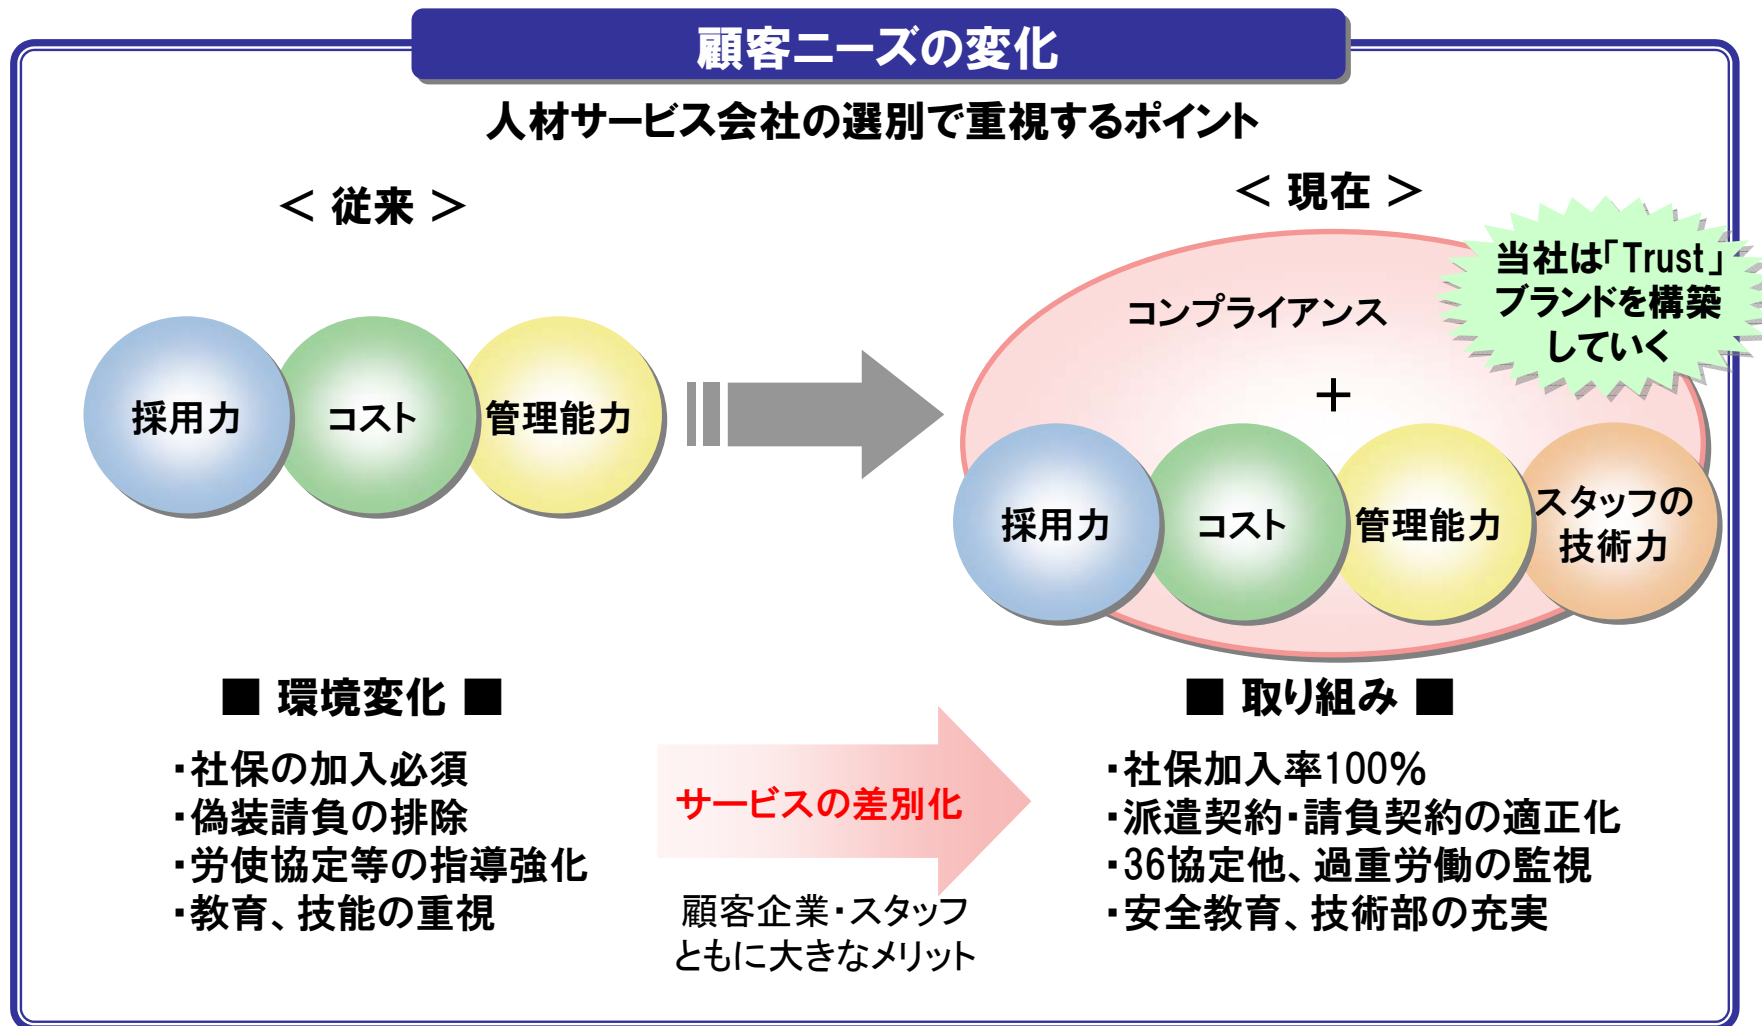 顧客ニーズの変化
人材サービス会社の選別で重視するポイント
＜ 従来 ＞
採用力
コスト
管理能力
＜ 現在 ＞
当社は「Trust」
ブランドを構築
していく
コンプライアンス
＋
採用力
コスト
管理能力
スタッフの
技術力
■ 環境変化 ■
・社保の加入必須
・偽装請負の排除
・労使協定等の指導強化
・教育、技能の重視
サービスの差別化
顧客企業・スタッフ
ともに大きなメリット
■ 取り組み ■
・社保加入率100％
・派遣契約・請負契約の適正化
・36協定他、過重労働の監視
・安全教育、技術部の充実